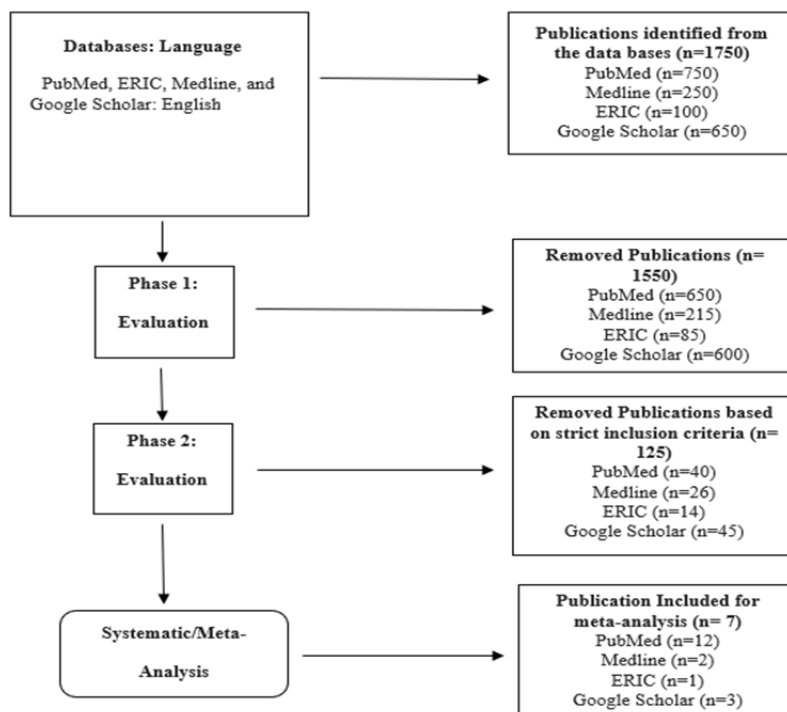 Databases: Language
PubMed, ERIC, Medline, and
Google Scholar: English
Publications identified from
the data bases (n=1750)
PubMed (n=750)
Medline (n=250)
ERIC (n=100)
Google Scholar (n=650)
Phase 1:
Evaluation
Removed Publications (n=
1550)
PubMed (n=650)
Medline (n=215)
ERIC (n=85)
Google Scholar (n=600)
Phase 2:
Evaluation
Removed Publications based
on strict inclusion criteria (n=
125)
PubMed (n=40)
Medline (n=26)
ERIC (n=14)
Google Scholar (n=45)
Systematic/Meta-
Analysis
Publication Included for
meta-analysis (n= 7)
PubMed (n=12)
Medline (n=2)
ERIC (n=1)
Google Scholar (n=3)